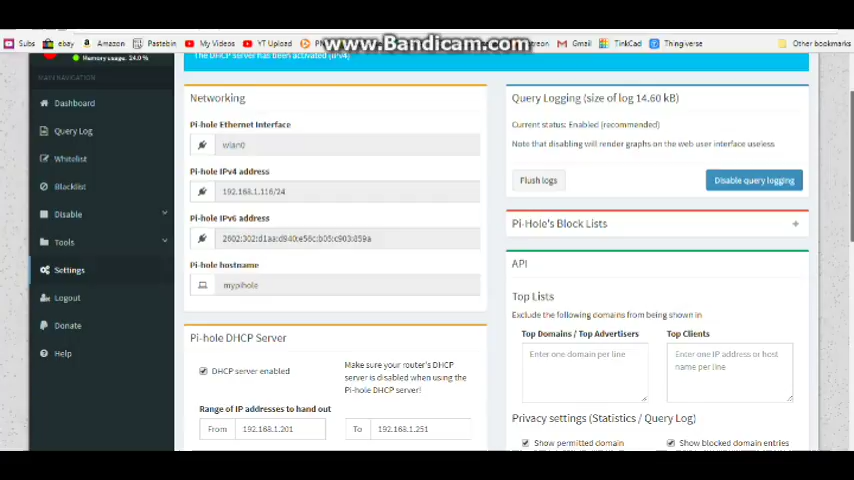 www.Bandicam.com
Subs
ebay
Amazon
Pastebin
My Videos
YT Upload
Gmail
TinkCad
Thingiverse
Other bookmarks
Memory usage: 24.0 %
The DHCP server has been activated (IPv4)
MAIN NAVIGATION
Dashboard
Query Log
Whitelist
Blacklist
Disable
Tools
Settings
Logout
Donate
Help
Networking
Pi-hole Ethernet Interface
wlan0
Pi-hole IPv4 address
192.168.1.116/24
Pi-hole IPv6 address
Pi-hole hostname
mypihole
Pi-hole DHCP Server
DHCP server enabled
Make sure your router's DHCP
server is disabled when using the
Pi-hole DHCP server!
Range of IP addresses to hand out
From 192.168.1.201
To 192.168.1.251
Query Logging (size of log 14.60 kB)
Current status: Enabled (recommended)
Note that disabling will render graphs on the web user interface useless
Flush logs
Disable query logging
Pi-Hole's Block Lists
API
Top Lists
Exclude the following domains from being shown in
Top Domains / Top Advertisers
Top Clients
Enter one domain per line
Enter one IP address or host
name per line
Privacy settings (Statistics / Query Log)
Show permitted domain
Show blocked domain entries